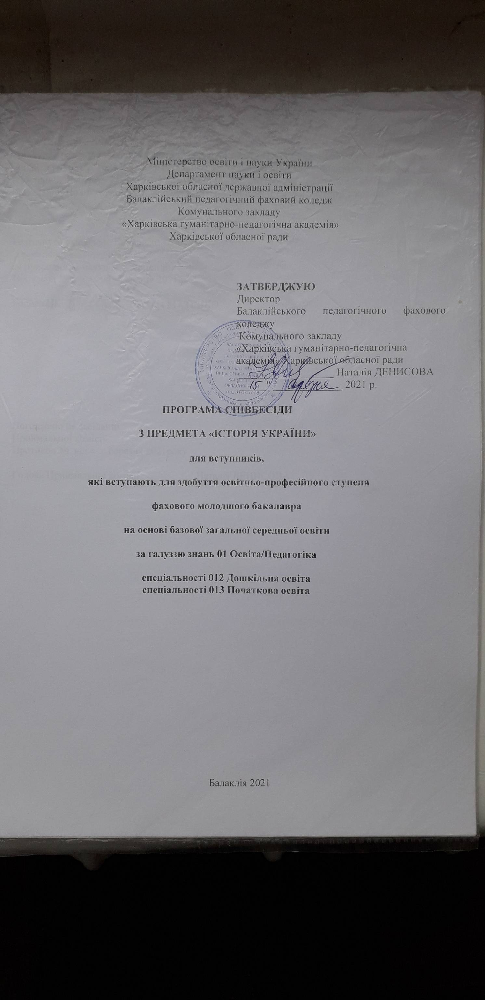 Міністерство освіти і науки України
Департамент науки і освіти
Харківської обласної державної адміністрації
Балаклійський педагогічний фаховий коледж
Комунального закладу
«Харківська гуманітарно-педагогічна академія»
Харківської обласної ради
ЗАТВЕРДЖУЮ
Директор
Балаклійського педагогічного фахового
коледжу
Комунального закладу
«Харківська гуманітарно-педагогічна
академія» Харківської обласної ради
Наталія ДЕНИСОВА
" 15 " березня 2021 р.
ПРОГРАМА СПІВБЕСІДИ
З ПРЕДМЕТА «ІСТОРІЯ УКРАЇНИ»
для вступників,
які вступають для здобуття освітньо-професійного ступеня
фахового молодшого бакалавра
на основі базової загальної середньої освіти
за галуззю знань 01 Освіта/Педагогіка
спеціальності 012 Дошкільна освіта
спеціальності 013 Початкова освіта
Балаклія 2021